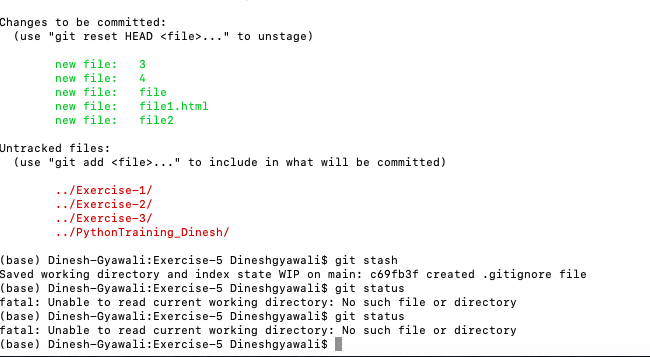 Changes to be committed:
(use "git reset HEAD <file>..." to unstage)
new file: 3
new file: 4
new file: file
new file: file1.html
new file: file2
Untracked files:
(use "git add <file>..." to include in what will be committed)
../Exercise-1/
../Exercise-2/
../Exercise-3/
../PythonTraining_Dinesh/
(base) Dinesh-Gyawali:Exercise-5 Dineshgyawali$ git stash
Saved working directory and index state WIP on main: c69fb3f created .gitignore file
(base) Dinesh-Gyawali:Exercise-5 Dineshgyawali$ git status
fatal: Unable to read current working directory: No such file or directory
(base) Dinesh-Gyawali:Exercise-5 Dineshgyawali$ git status
fatal: Unable to read current working directory: No such file or directory
(base) Dinesh-Gyawali:Exercise-5 Dineshgyawali$